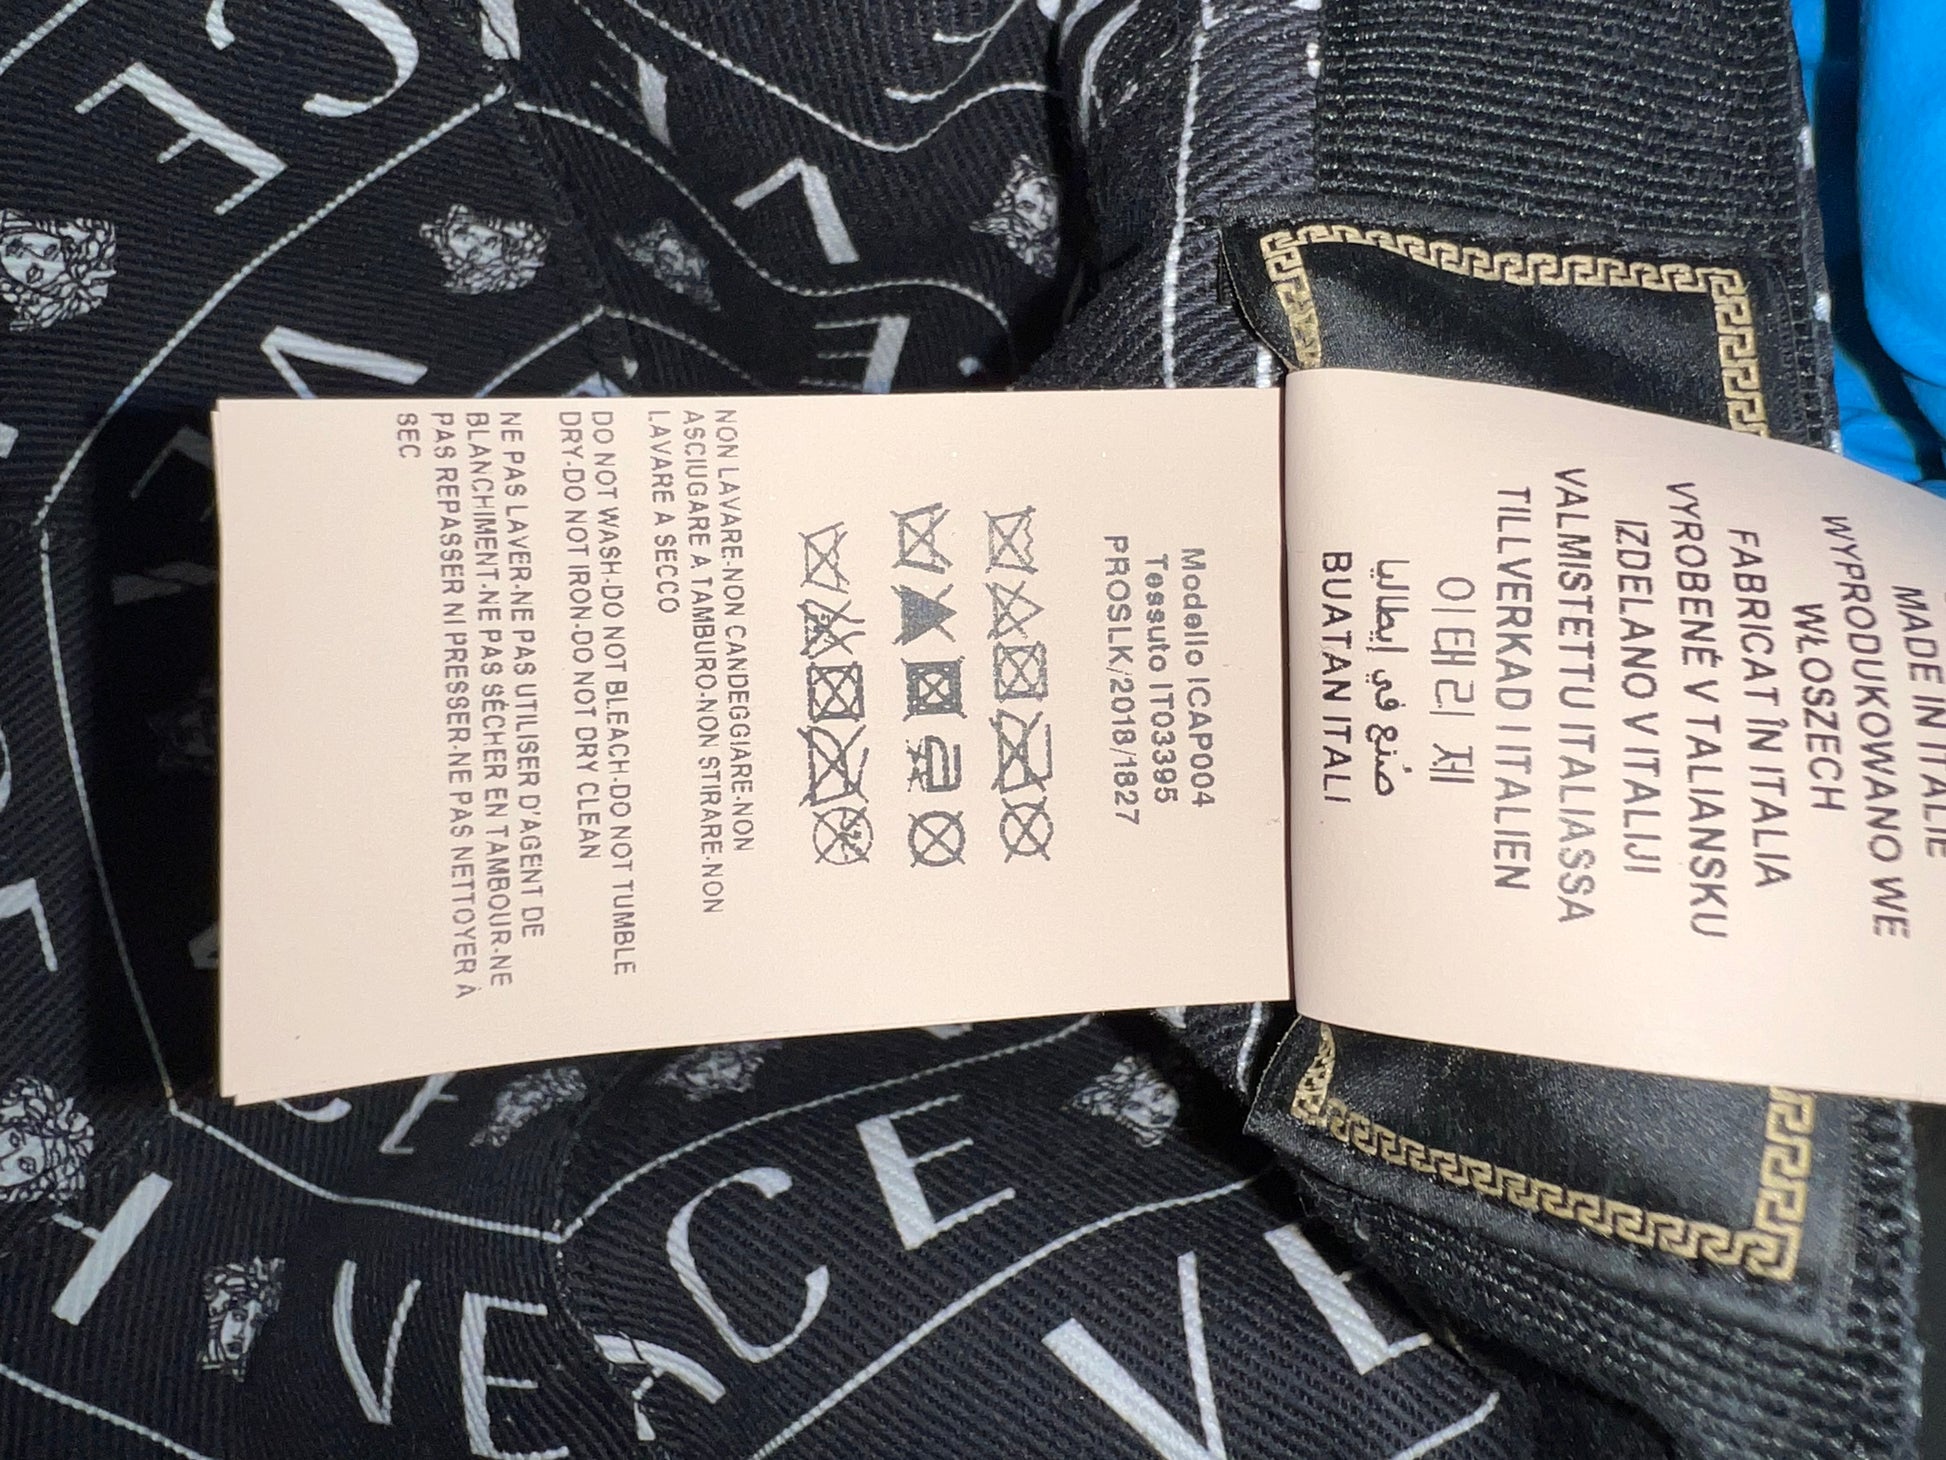 MADE IN ITALIE
WYPRODUKOWANO WE
WŁOSZECH
FABRICAT ÎN ITALIA
VYROBENÉ V TALIANSKU
IZDELANO V ITALIJI
VALMISTETTU ITALIASSA
TILLVERKAD I ITALIEN
이태리 제
صُنع في إيطاليا
BUATAN ITALI
Modello ICAP004
Tessuto IT03395
PROSLK/2018/1827
NON LAVARE-NON CANDEGGIARE-NON
ASCIUGARE A TAMBURO-NON STIRARE-NON
LAVARE A SECCO
DO NOT WASH-DO NOT BLEACH-DO NOT TUMBLE
DRY-DO NOT IRON-DO NOT DRY CLEAN
NE PAS LAVER-NE PAS UTILISER D'AGENT DE
BLANCHIMENT-NE PAS SÉCHER EN TAMBOUR-NE
PAS REPASSER NI PRESSER-NE PAS NETTOYER À
SEC